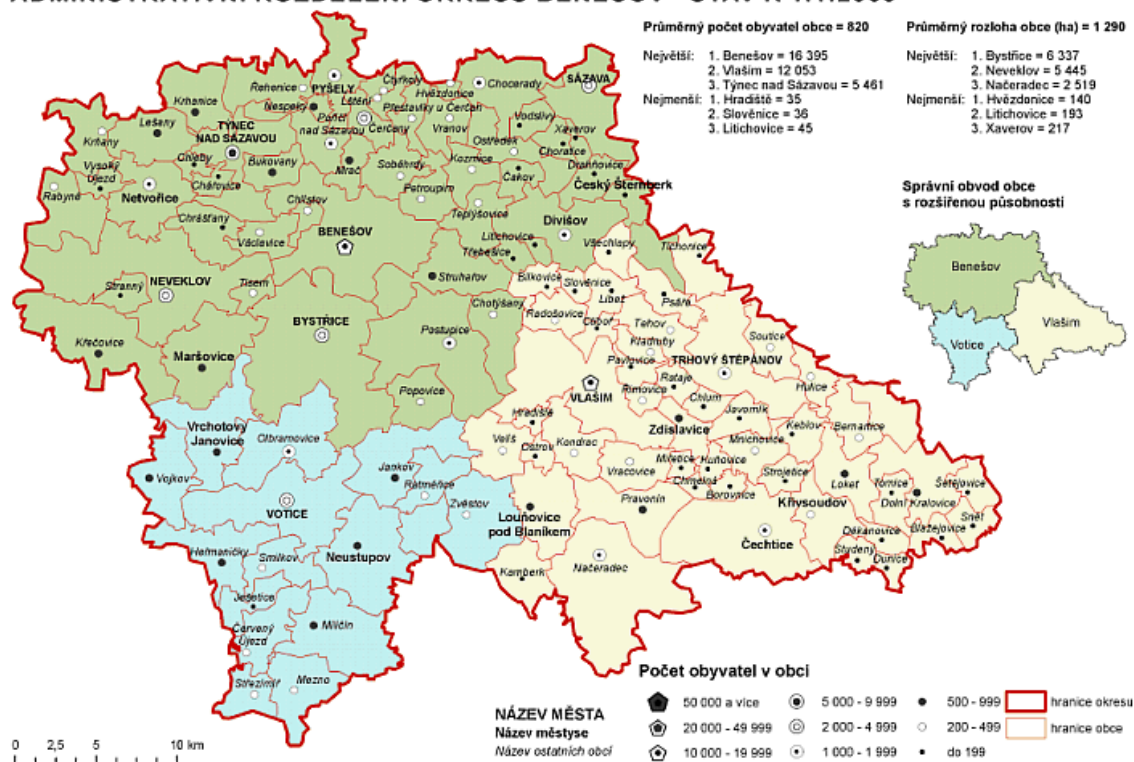 Průměrný počet obyvatel obce = 820
Největší: 1. Benešov = 16 395
2. Vlašim = 12 053
3. Týnec nad Sázavou = 5 461
Nejmenší: 1. Hradiště = 35
2. Slověnice = 36
3. Litichovice = 45
Průměrný rozloha obce (ha) = 1 290
Největší: 1. Bystřice = 6 337
2. Neveklov = 5 445
3. Načeradec = 2 519
Nejmenší: 1. Hvězdonice = 140
2. Litichovice = 193
3. Xaverov = 217
Správní obvod obce
s rozšířenou působností
Benešov
Vlašim
Votice
Řehenice
PYŠELY
Čtyřkoly
Hvězdonice
Chocerady
SÁZAVA
Nespeky
Lštění
Přestavlky u Čerčan
Krhanice
Poříčí
nad Sázavou
Čerčany
Vranov
Vodslivy
Lešany
TÝNEC
NAD SÁZAVOU
Ostředek
Xaverov
Choratice
Krňany
Chleby
Bukovany
Mrač
Soběhrdy
Kozmice
Drahňovice
Vysoký
Újezd
Chářovice
Čakov
Český Šternberk
Rabyně
Netvořice
Petroupim
Chlístov
Teplýšovice
Divišov
Chrášťany
Václavice
BENEŠOV
Litichovice
Všechlapy
Tichonice
Třebešice
Stranný
NEVEKLOV
Tisem
Struhařov
Bílkovice
Slověnice
Libež
Psáře
Chotýšany
Radošovice
Ctiboř
Tehov
BYSTŘICE
Postupice
Kladruby
Soutice
Křečovice
Maršovice
Pavlovice
TRHOVÝ ŠTĚPÁNOV
Popovice
VLAŠIM
Rataje
Řimovice
Hulice
Chlum
Vrchotovy
Janovice
Olbramovice
Hradiště
Zdislavice
Javorník
Keblov
Bernartice
Veliš
Ostrov
Kondrac
Mnichovice
Vojkov
Jankov
Ratměřice
Vracovice
Miřetice
Kuňovice
Strojetice
Loket
Tomice
Šetějovice
VOTICE
Zvěstov
Pravonín
Chmelná
Borovnice
Křivsoudov
Dolní Kralovice
Louňovice
pod Blaníkem
Snět
Blažejovice
Heřmaničky
Smilkov
Neustupov
Čechtice
Děkanovice
Studený
Dunice
Načeradec
Kamberk
Ješetice
Červený
Újezd
Miličín
Střezimíř
Mezno
Počet obyvatel v obci
NÁZEV MĚSTA
Název městyse
Název ostatních obcí
50 000 a více
20 000 - 49 999
10 000 - 19 999
5 000 - 9 999
2 000 - 4 999
1 000 - 1 999
500 - 999
200 - 499
do 199
hranice okresu
hranice obce
0 2,5 5 10 km